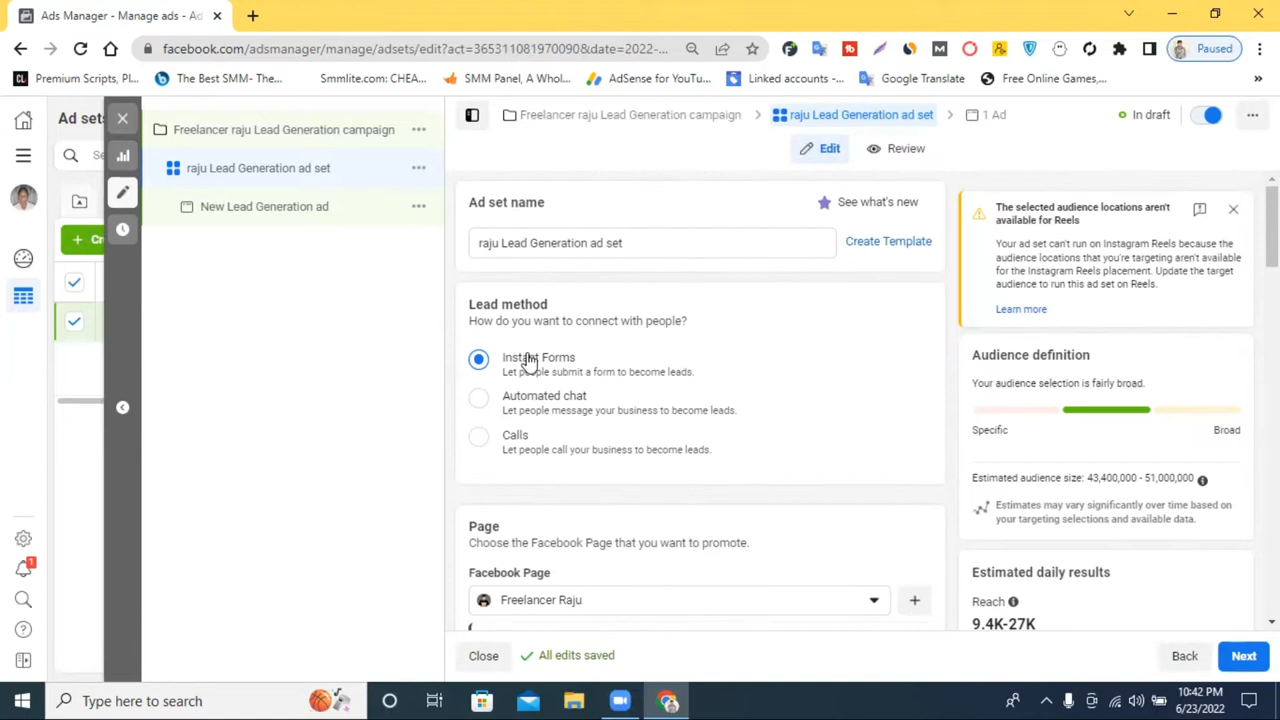 Ads Manager - Manage ads - Ad
facebook.com/adsmanager/manage/adsets/edit?act=3653110819700908&date=2022-...
Paused
Premium Scripts, Pl...
The Best SMM- The...
Smmlite.com: CHEA...
SMM Panel, A Whol...
AdSense for YouTu...
Linked accounts -...
Google Translate
Free Online Games,...
»
Ad sets
Freelancer raju Lead Generation campaign
raju Lead Generation ad set
New Lead Generation ad
Freelancer raju Lead Generation campaign
raju Lead Generation ad set
1 Ad
In draft
Edit
Review
Ad set name
See what's new
raju Lead Generation ad set
Create Template
Lead method
How do you want to connect with people?
Instant Forms
Let people submit a form to become leads.
Automated chat
Let people message your business to become leads.
Calls
Let people call your business to become leads.
Page
Choose the Facebook Page that you want to promote.
Facebook Page
Freelancer Raju
The selected audience locations aren't
available for Reels
Your ad set can't run on Instagram Reels because the
audience locations that you're targeting aren't available
for the Instagram Reels placement. Update the target
audience to run this ad set on Reels.
Learn more
Audience definition
Your audience selection is fairly broad.
Specific
Broad
Estimated audience size: 43,400,000 - 51,000,000
Estimates may vary significantly over time based on
your targeting selections and available data.
Estimated daily results
Reach
9.4K-27K
Close
All edits saved
Back
Next
1
Type here to search
10:42 PM
6/23/2022